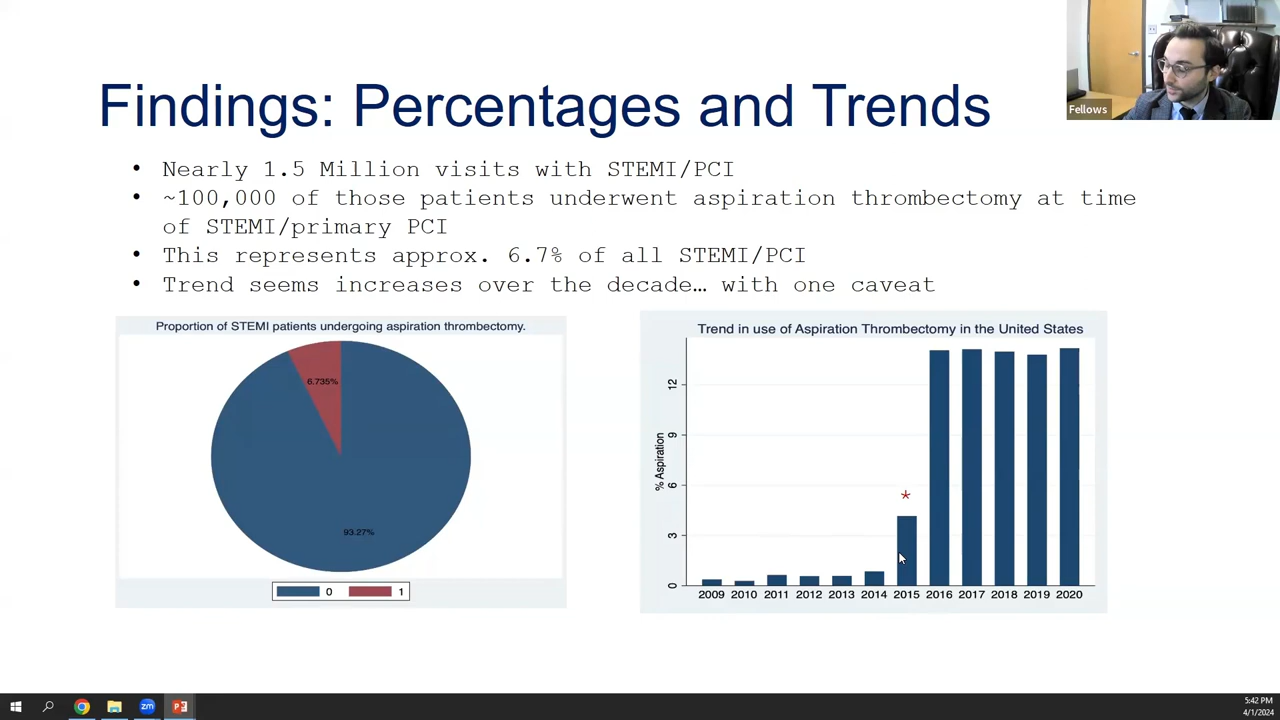 Findings: Percentages and Trends
Fellows
• Nearly 1.5 Million visits with STEMI/PCI
• ~100,000 of those patients underwent aspiration thrombectomy at time
of STEMI/primary PCI
• This represents approx. 6.7% of all STEMI/PCI
• Trend seems increases over the decade… with one caveat
Proportion of STEMI patients undergoing aspiration thrombectomy.
6.735%
93.27%
0 1
Trend in use of Aspiration Thrombectomy in the United States
% Aspiration
12
9
6
3
0
*
2009 2010 2011 2012 2013 2014 2015 2016 2017 2018 2019 2020
zm
P
5:42 PM
4/1/2024